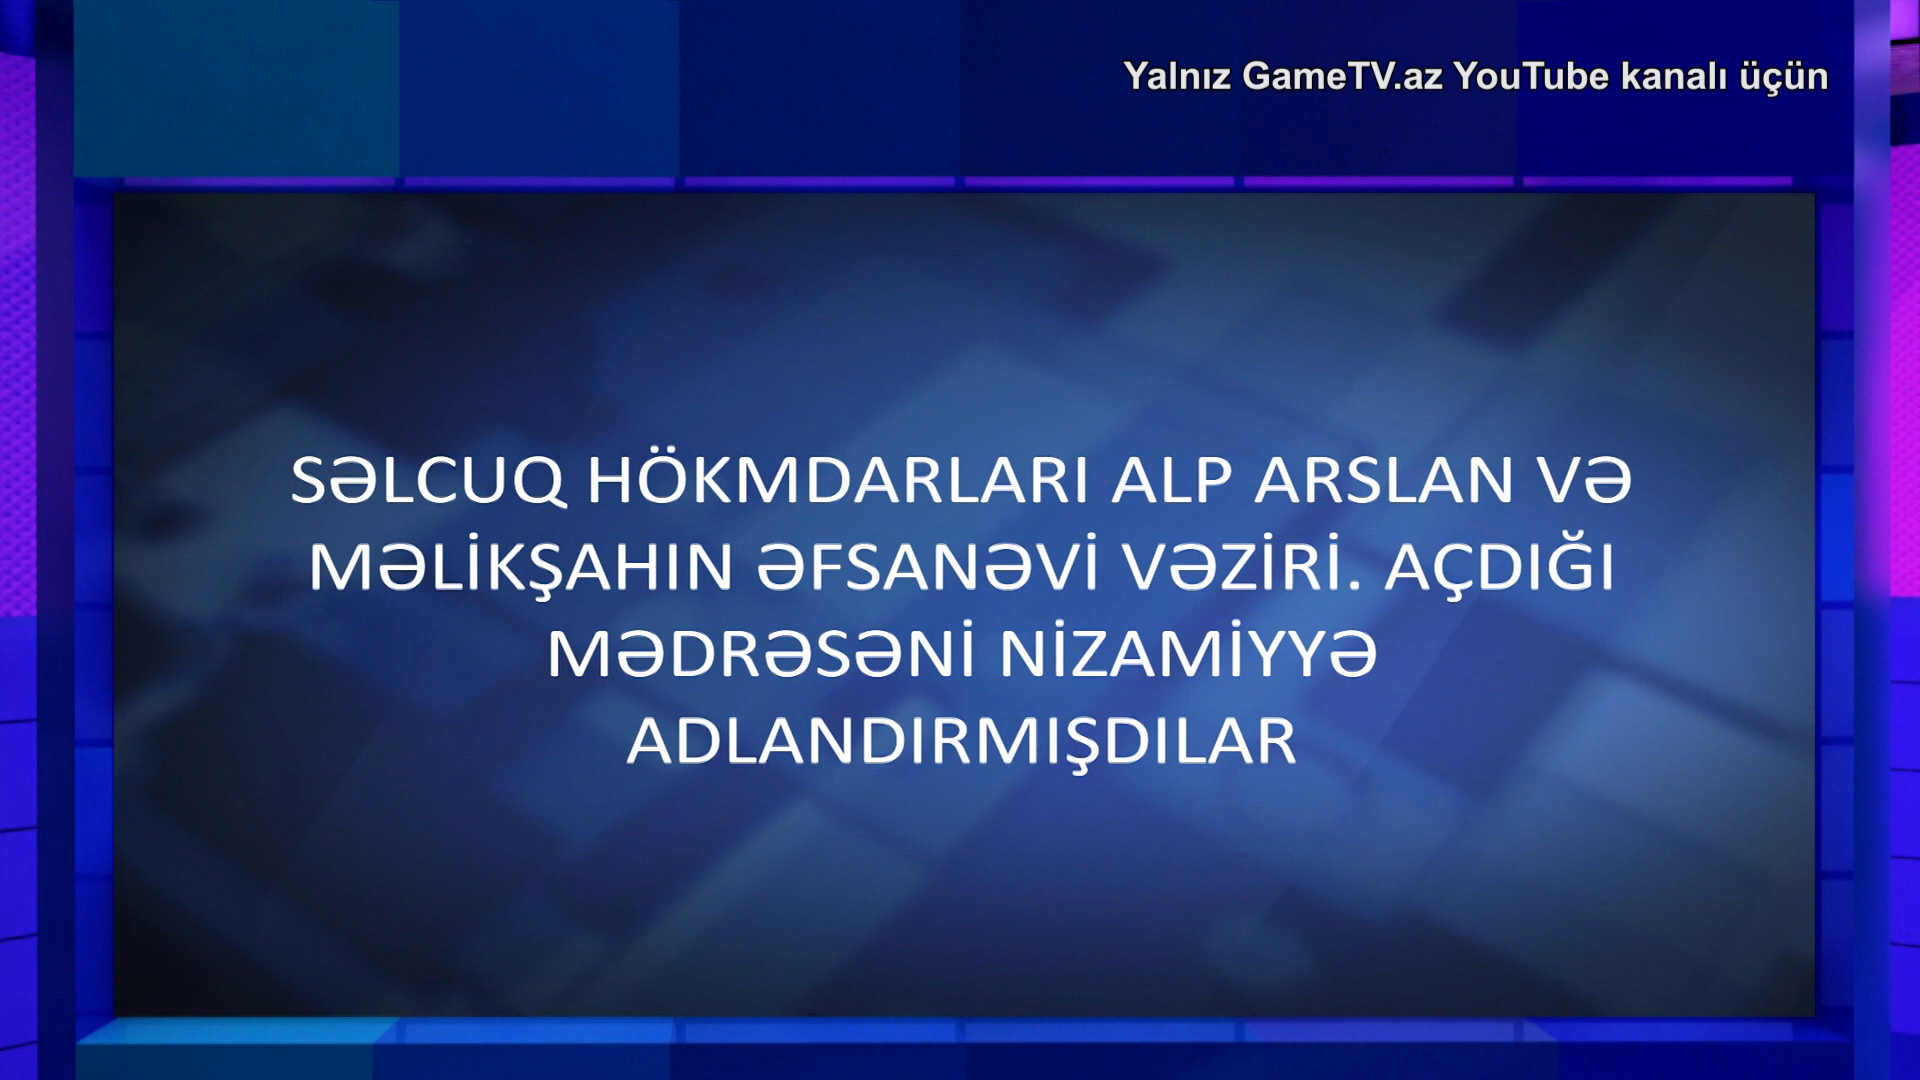 Yalnız GameTV.az YouTube kanalı üçün
SƏLCUQ HÖKMDARLARI ALP ARSLAN VƏ
MƏLİKŞAHIN ƏFSANƏVİ VƏZİRİ. AÇDIĞI
MƏDRƏSƏNİ NİZAMİYYƏ
ADLANDIRMIŞDILAR